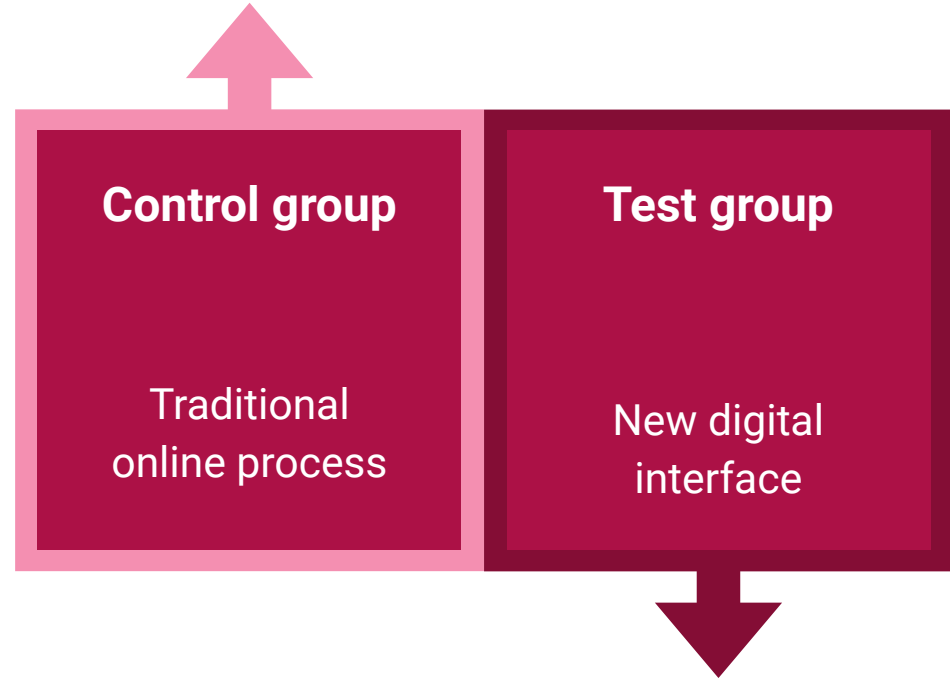 Control group
Traditional
online process
Test group
New digital
interface